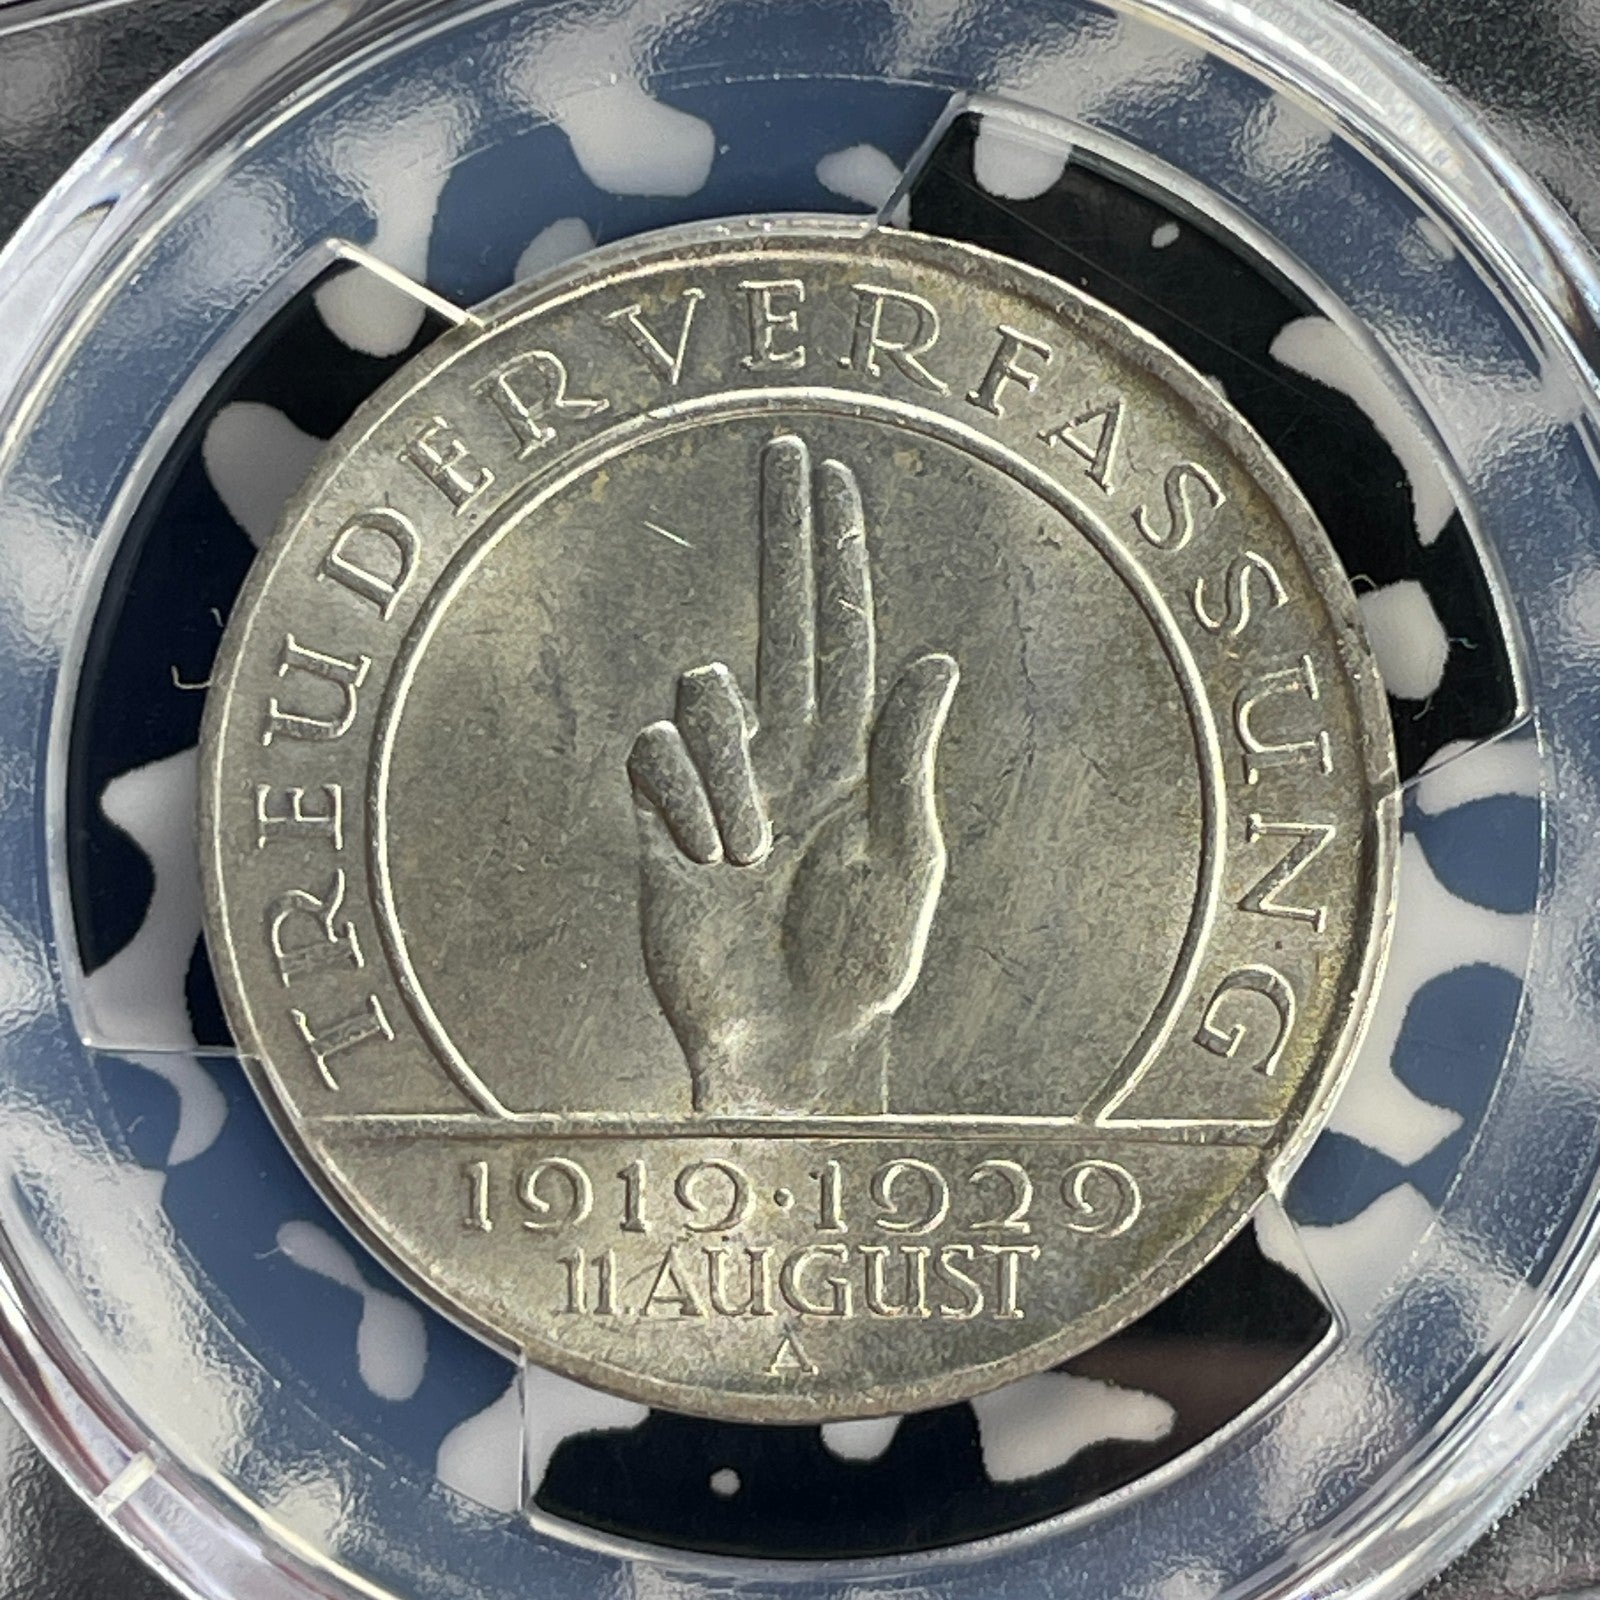 TREU DER VERFASSUNG
1919·1929
11.AUGUST
A